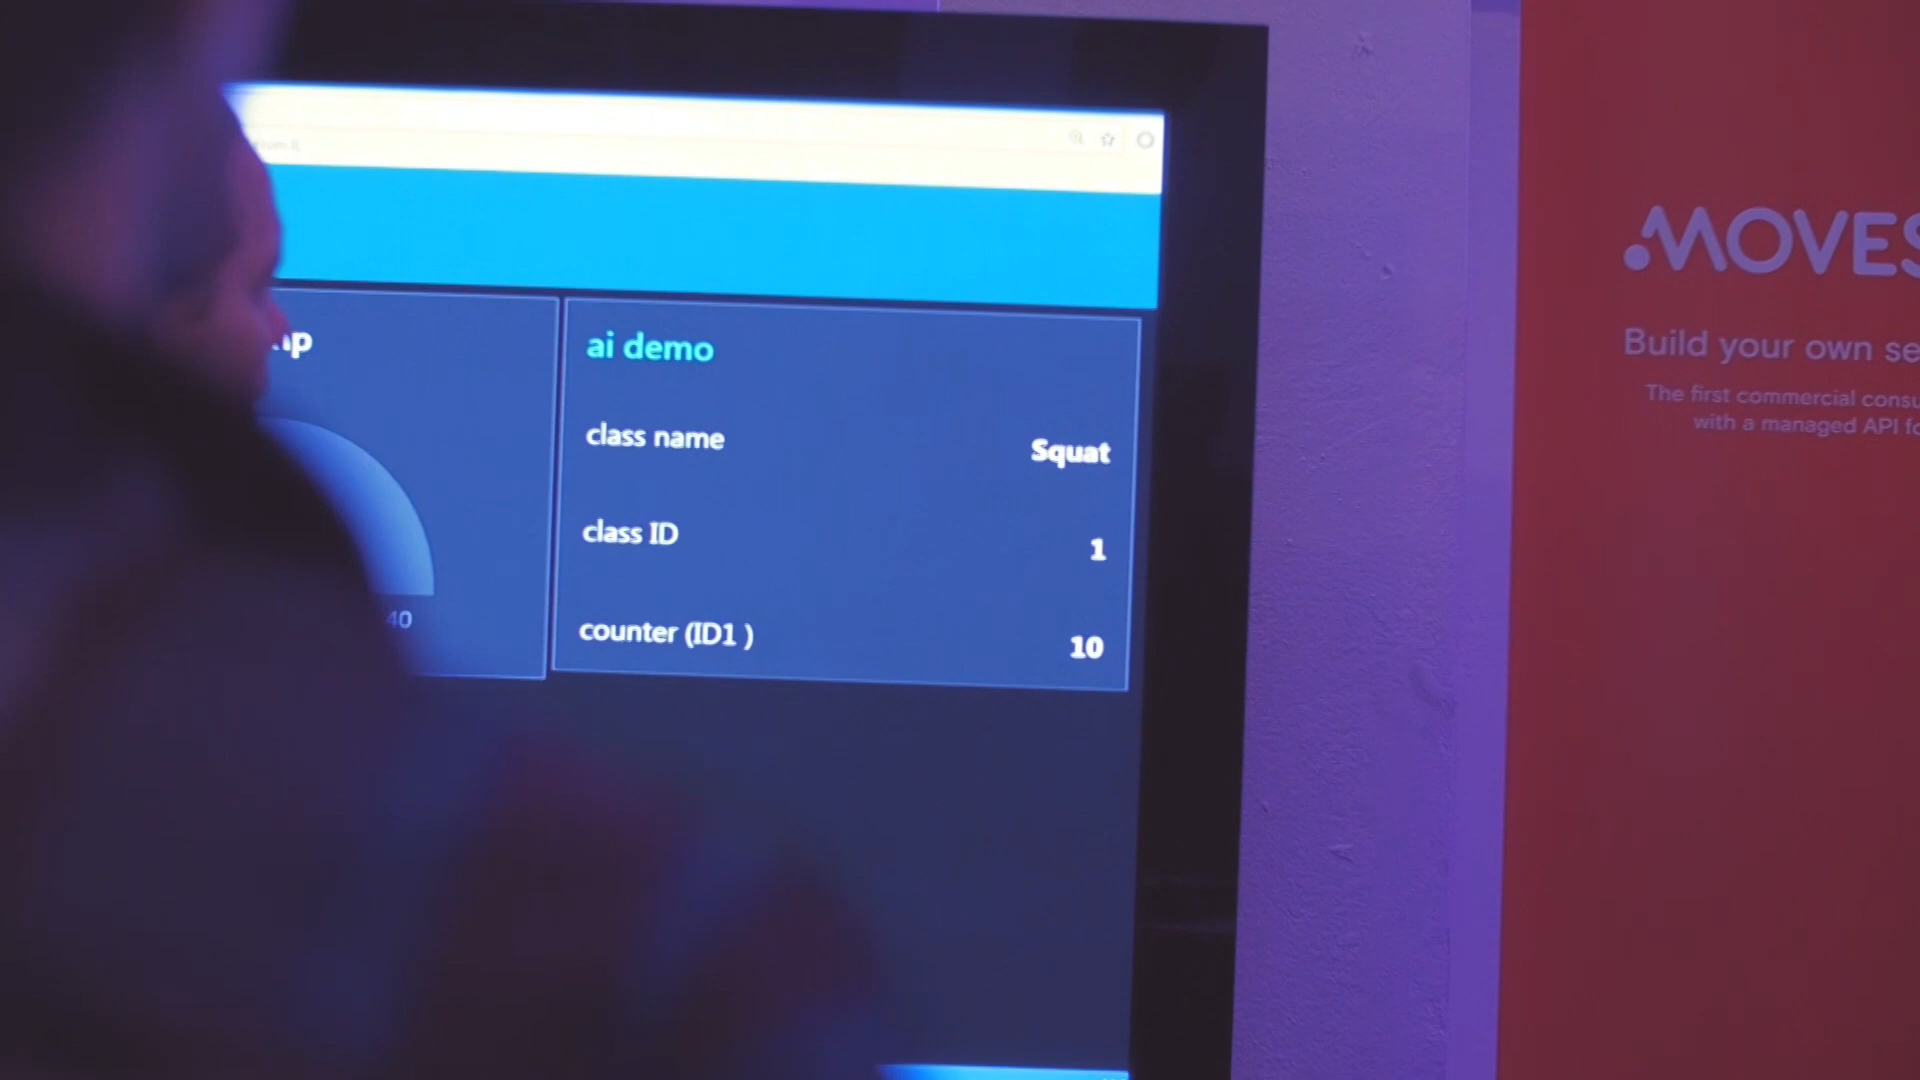 ai demo
class name
Squat
class ID
1
counter (ID1 )
10
40
MOVES
Build your own se
The first commercial consu
with a managed API fo